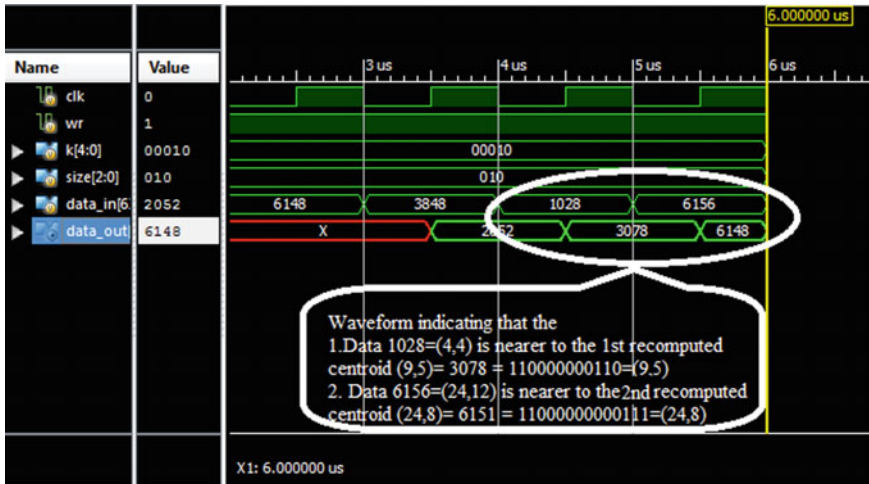 6.000000 us
Name Value
3 us 4 us 5 us 6 us
clk 0
wr 1
k[4:0] 00010 00010
size[2:0] 010 010
data_in[6. 2052 6148 3848 1028 6156
data_out 6148 X 2052 3078 6148
Waveform indicating that the
1.Data 1028=(4,4) is nearer to the 1st recomputed
centroid (9,5)= 3078 = 110000000110=(9.5)
2. Data 6156=(24,12) is nearer to the 2nd recomputed
centroid (24,8)= 6151 = 11000000000111=(24,8)
X1: 6.000000 us